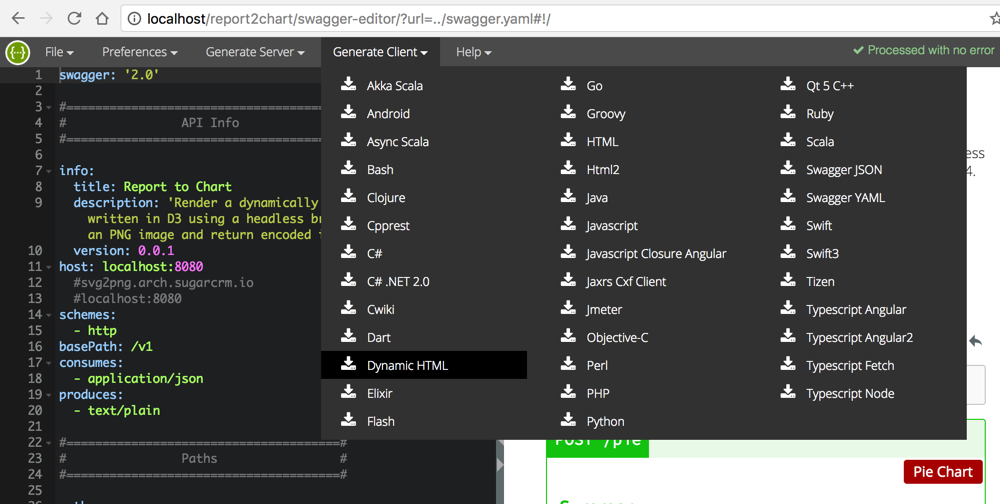 localhost/report2chart/swagger-editor/?url=../swagger.yaml#!/
File Preferences Generate Server Generate Client Help Processed with no error
1 swagger: '2.0'
2
3 #======================================
4 # API Info
5 #======================================
6
7 info:
8 title: Report to Chart
9 description: 'Render a dynamically
written in D3 using a headless br
an PNG image and return encoded
10 version: 0.0.1
11 host: localhost:8080
12 #svg2png.arch.sugarcrm.io
13 #localhost:8080
14 schemes:
15 - http
16 basePath: /v1
17 consumes:
18 - application/json
19 produces:
20 - text/plain
21
22 #======================================#
23 # Paths #
24 #======================================#
25
Akka Scala
Android
Async Scala
Bash
Clojure
Cpprest
C#
C# .NET 2.0
Cwiki
Dart
Dynamic HTML
Elixir
Flash
Go
Groovy
HTML
Html2
Java
Javascript
Javascript Closure Angular
Jaxrs Cxf Client
Jmeter
Objective-C
Perl
PHP
Python
Qt 5 C++
Ruby
Scala
Swagger JSON
Swagger YAML
Swift
Swift3
Tizen
Typescript Angular
Typescript Angular2
Typescript Fetch
Typescript Node
ess
4.
POST /pie
Pie Chart